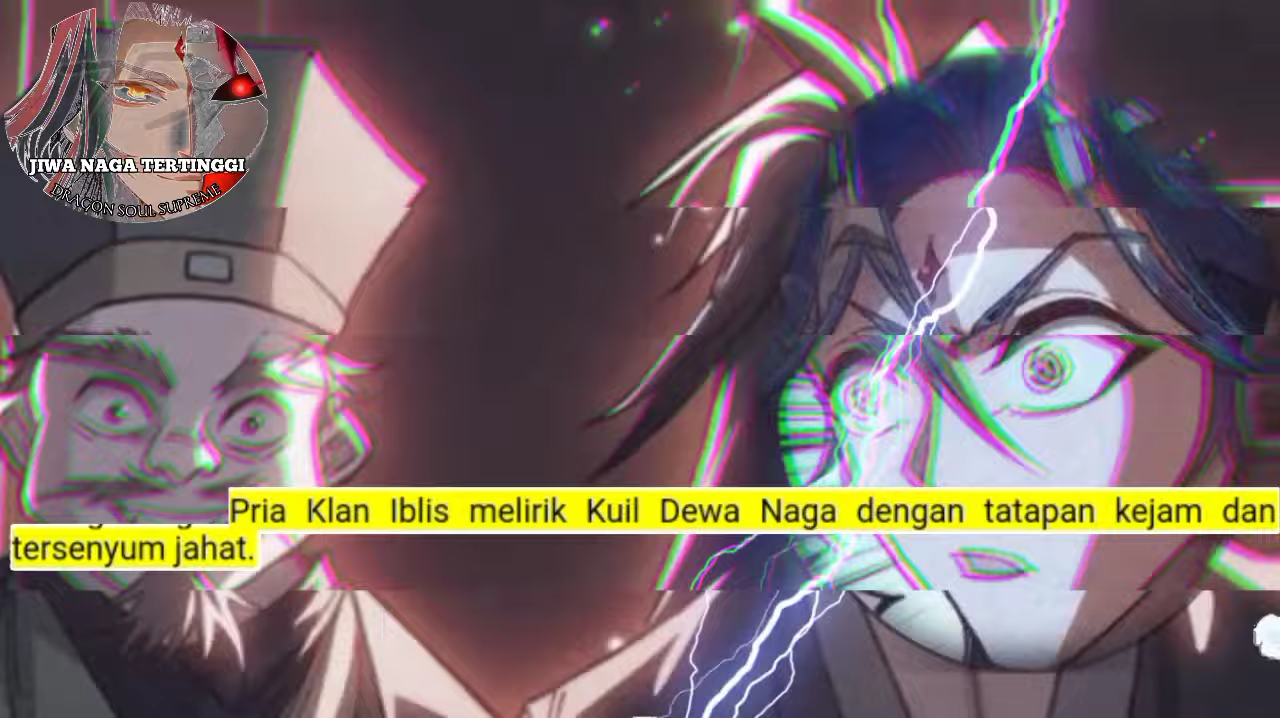 JIWA NAGA TERTINGGI
DRAGON SOUL SUPREME
Pria Klan Iblis melirik Kuil Dewa Naga dengan tatapan kejam dan
tersenyum jahat.